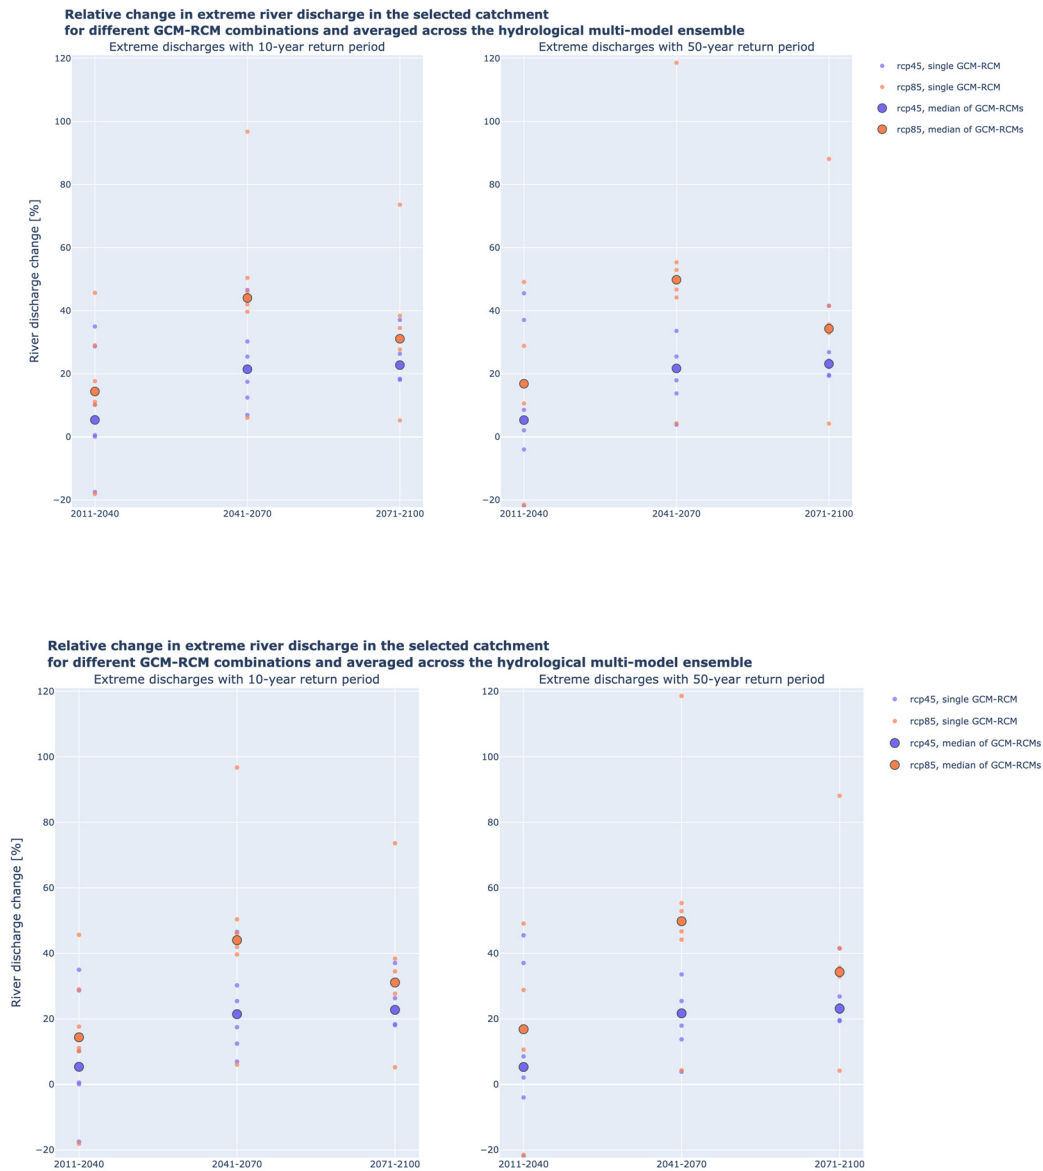 Relative change in extreme river discharge in the selected catchment
for different GCM-RCM combinations and averaged across the hydrological multi-model ensemble
Extreme discharges with 10-year return period
Extreme discharges with 50-year return period
River discharge change [%]
120
100
80
60
40
20
0
−20
2011-2040
2041-2070
2071-2100
120
100
80
60
40
20
0
−20
2011-2040
2041-2070
2071-2100
rcp45, single GCM-RCM
rcp85, single GCM-RCM
rcp45, median of GCM-RCMs
rcp85, median of GCM-RCMs
Relative change in extreme river discharge in the selected catchment
for different GCM-RCM combinations and averaged across the hydrological multi-model ensemble
Extreme discharges with 10-year return period
Extreme discharges with 50-year return period
River discharge change [%]
120
100
80
60
40
20
0
−20
2011-2040
2041-2070
2071-2100
120
100
80
60
40
20
0
−20
2011-2040
2041-2070
2071-2100
rcp45, single GCM-RCM
rcp85, single GCM-RCM
rcp45, median of GCM-RCMs
rcp85, median of GCM-RCMs